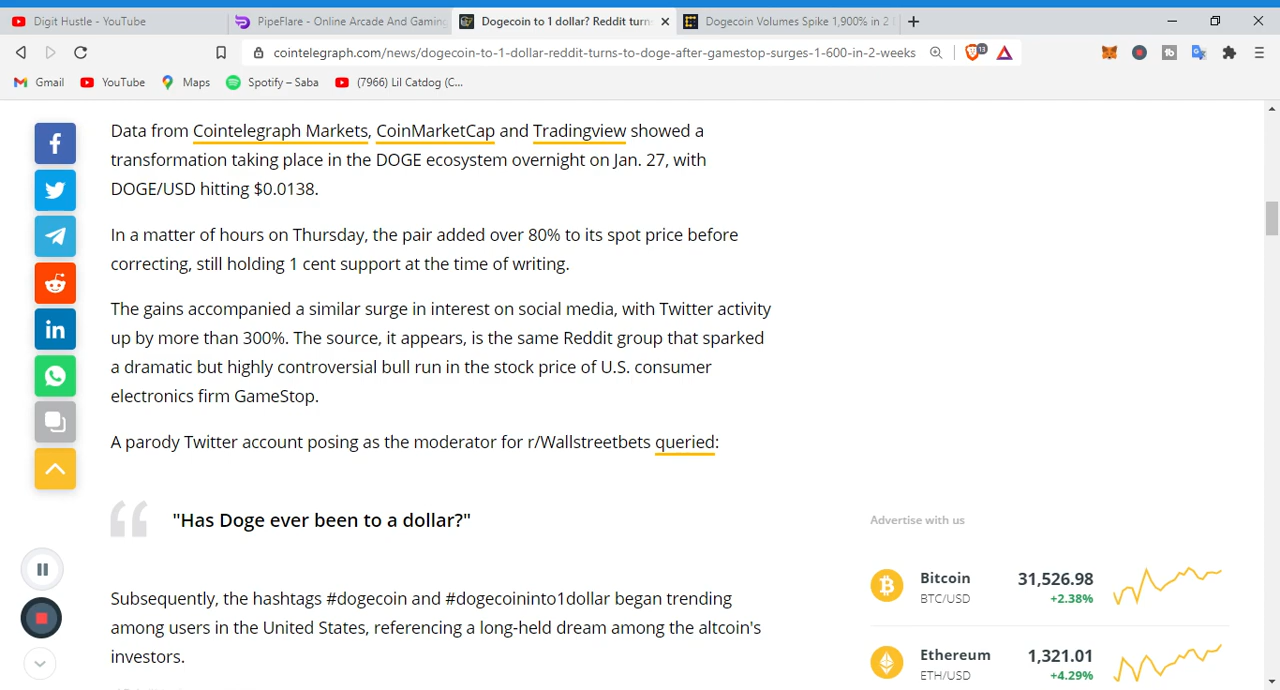 Digit Hustle - YouTube
PipeFlare - Online Arcade And Gaming
Dogecoin to 1 dollar? Reddit turn
Dogecoin Volumes Spike 1,900% in 2
cointelegraph.com/news/dogecoin-to-1-dollar-reddit-turns-to-doge-after-gamestop-surges-1-600-in-2-weeks
13
Gmail
YouTube
Maps
Spotify – Saba
(7966) Lil Catdog (C...
Data from Cointelegraph Markets, CoinMarketCap and Tradingview showed a
transformation taking place in the DOGE ecosystem overnight on Jan. 27, with
DOGE/USD hitting $0.0138.
In a matter of hours on Thursday, the pair added over 80% to its spot price before
correcting, still holding 1 cent support at the time of writing.
The gains accompanied a similar surge in interest on social media, with Twitter activity
up by more than 300%. The source, it appears, is the same Reddit group that sparked
a dramatic but highly controversial bull run in the stock price of U.S. consumer
electronics firm GameStop.
A parody Twitter account posing as the moderator for r/Wallstreetbets queried:
"Has Doge ever been to a dollar?"
Subsequently, the hashtags #dogecoin and #dogecoininto1dollar began trending
among users in the United States, referencing a long-held dream among the altcoin's
investors.
Advertise with us
Bitcoin 31,526.98
BTC/USD +2.38%
Ethereum 1,321.01
ETH/USD +4.29%